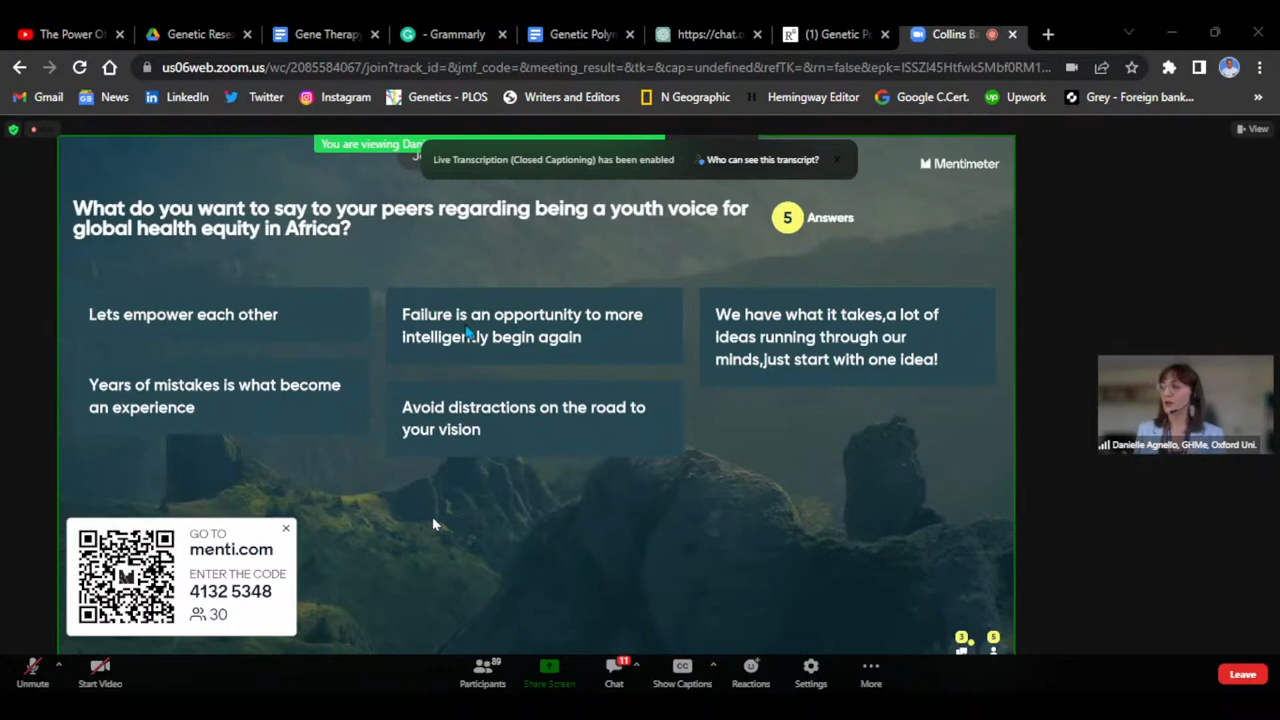 The Power Of
Genetic Resea
Gene Therapy
- Grammarly
Genetic Polyn
https://chat.o
(1) Genetic Po
Collins B
us06web.zoom.us/wc/2085584067/join?track_id=&jmf_code=&meeting_result=&tk=&cap=undefined&refTK=&rn=false&epk=ISSZI45Htfwk5Mbf0RM1...
Gmail
News
LinkedIn
Twitter
Instagram
Genetics - PLOS
Writers and Editors
N Geographic
Hemingway Editor
Google C.Cert.
Upwork
Grey - Foreign bank...
»
View
You are viewing Dani
Live Transcription (Closed Captioning) has been enabled
Who can see this transcript?
Mentimeter
What do you want to say to your peers regarding being a youth voice for
global health equity in Africa?
5 Answers
Lets empower each other
Years of mistakes is what become
an experience
Failure is an opportunity to more
intelligently begin again
Avoid distractions on the road to
your vision
We have what it takes,a lot of
ideas running through our
minds,just start with one idea!
Danielle Agnello, GHMe, Oxford Uni.
GO TO
menti.com
ENTER THE CODE
4132 5348
30
3
5
Unmute
Start Video
89
Participants
Share Screen
11
Chat
CC
Show Captions
Reactions
Settings
More
Leave